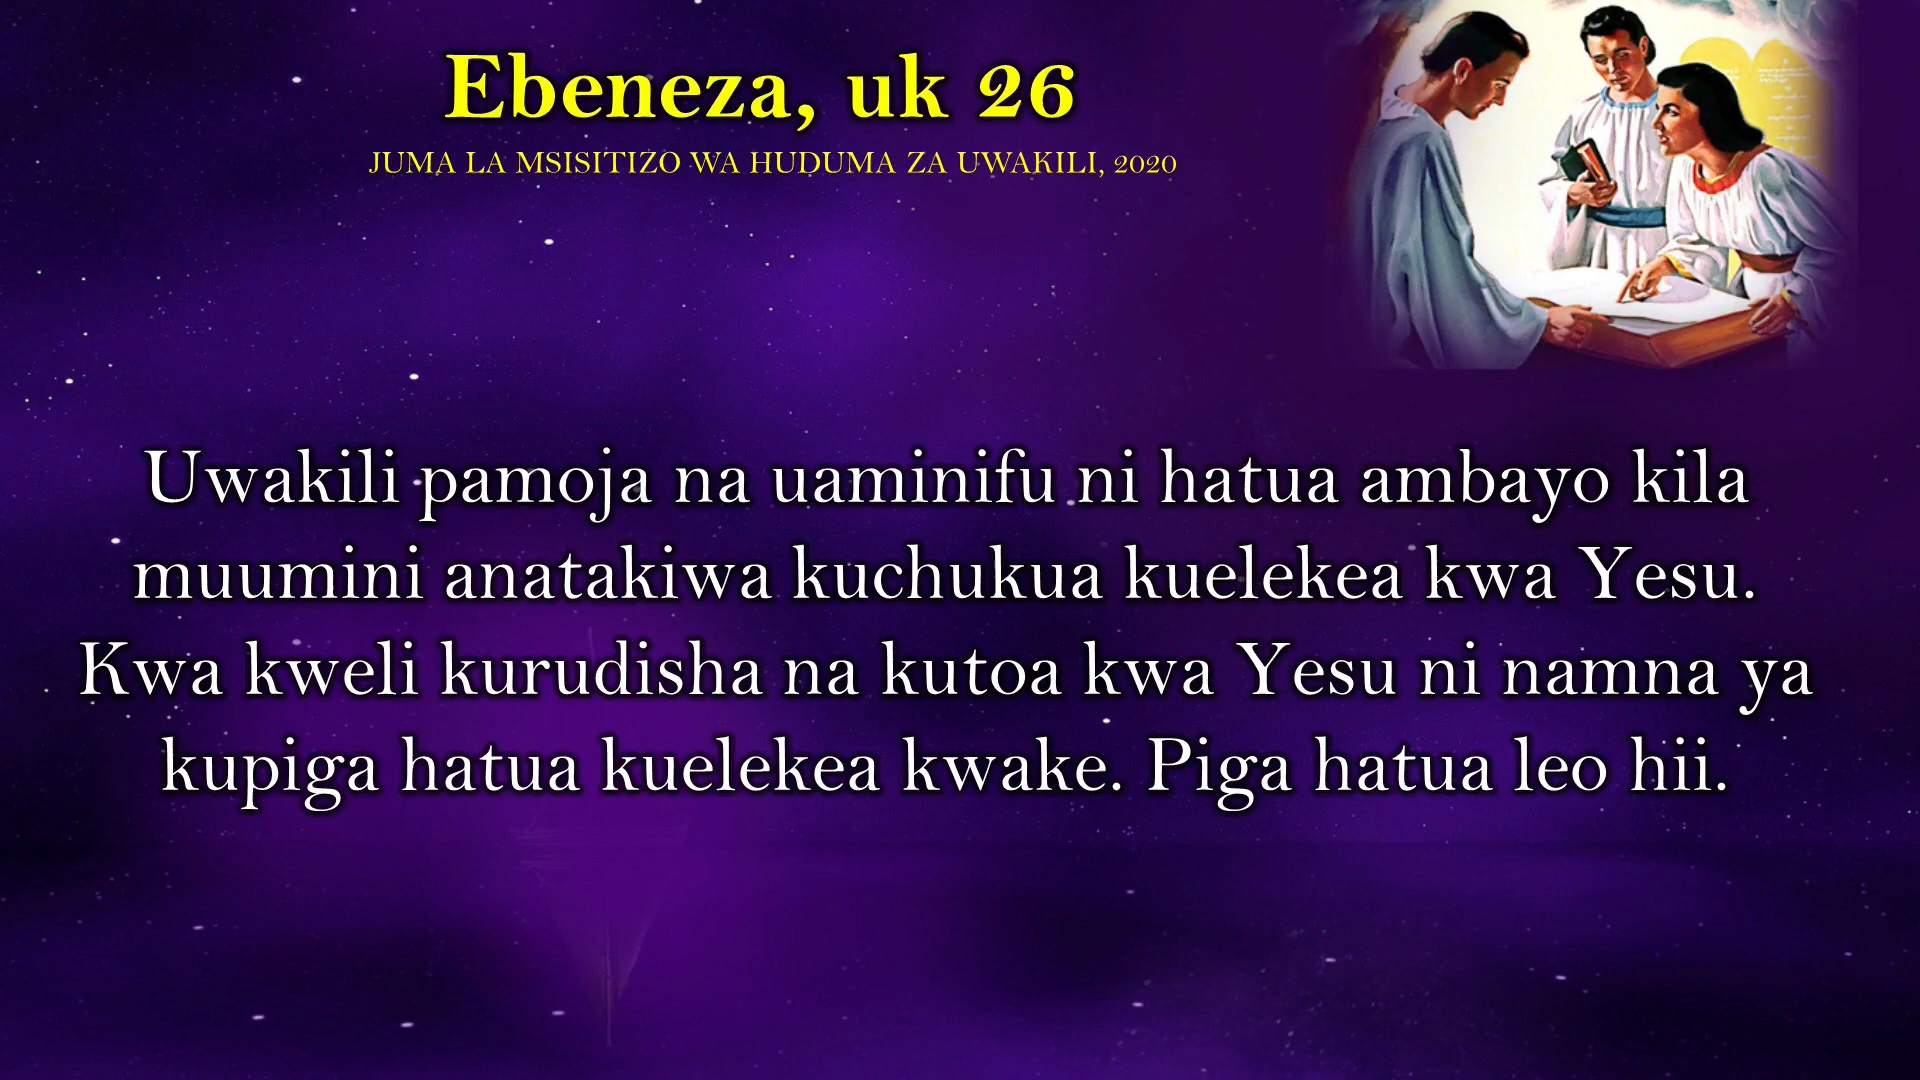 Ebeneza, uk 26
JUMA LA MSISITIZO WA HUDUMA ZA UWAKILI, 2020
Uwakili pamoja na uaminifu ni hatua ambayo kila
muumini anatakiwa kuchukua kuelekea kwa Yesu.
Kwa kweli kurudisha na kutoa kwa Yesu ni namna ya
kupiga hatua kuelekea kwake. Piga hatua leo hii.